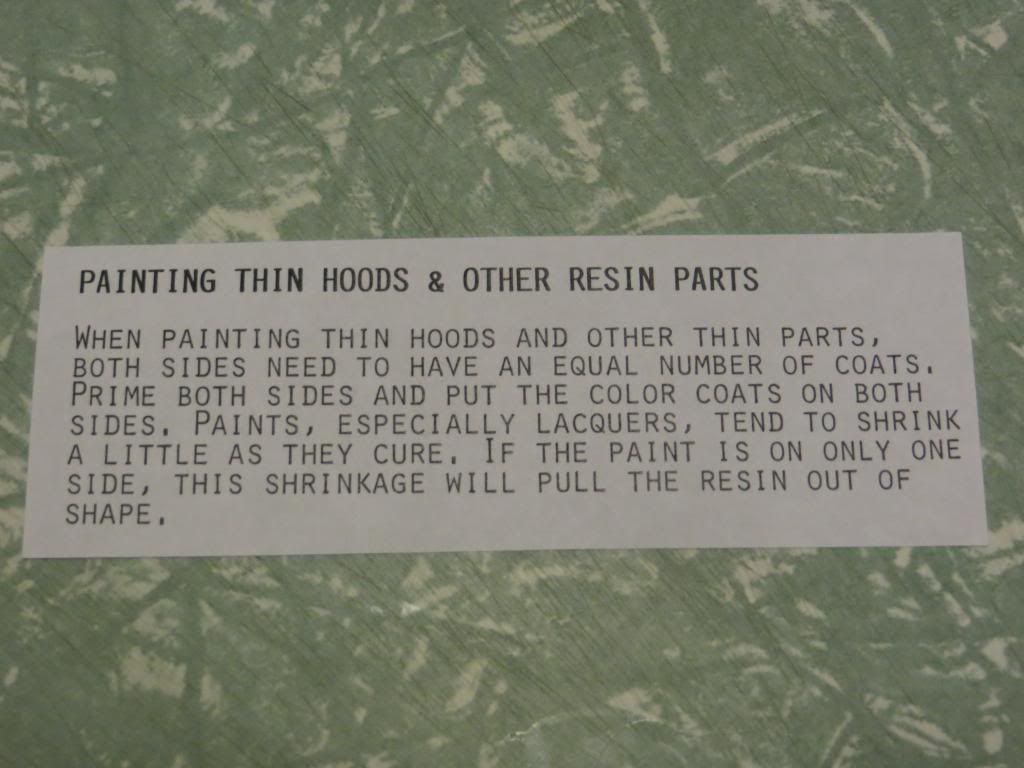 PAINTING THIN HOODS & OTHER RESIN PARTS
WHEN PAINTING THIN HOODS AND OTHER THIN PARTS,
BOTH SIDES NEED TO HAVE AN EQUAL NUMBER OF COATS.
PRIME BOTH SIDES AND PUT THE COLOR COATS ON BOTH
SIDES. PAINTS, ESPECIALLY LACQUERS, TEND TO SHRINK
A LITTLE AS THEY CURE. IF THE PAINT IS ON ONLY ONE
SIDE, THIS SHRINKAGE WILL PULL THE RESIN OUT OF
SHAPE.